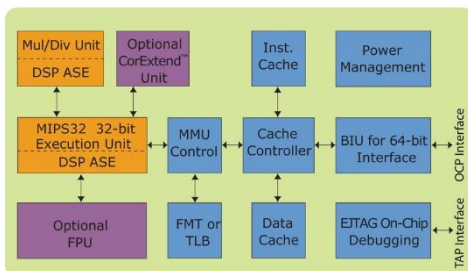 Mul/Div Unit
DSP ASE
Optional
CorExtend™
Unit
Inst.
Cache
Power
Management
MIPS32 32-bit
Execution Unit
DSP ASE
MMU
Control
Cache
Controller
BIU for 64-bit
Interface
OCP Interface
Optional
FPU
FMT or
TLB
Data
Cache
EJTAG On-Chip
Debugging
TAP Interface